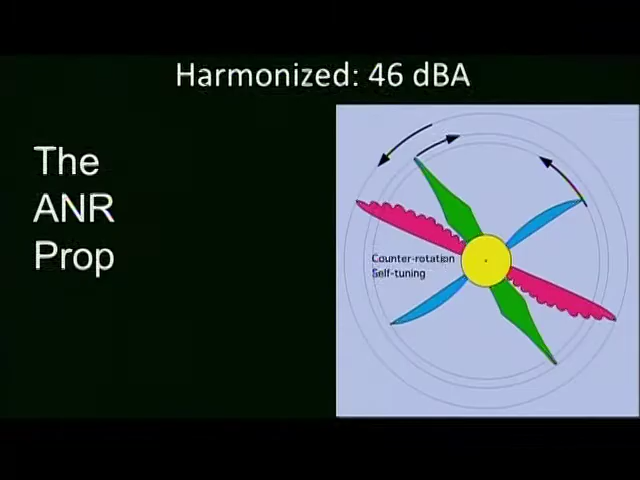 Harmonized: 46 dBA
The
ANR
Prop
Counter-rotation
Self-tuning